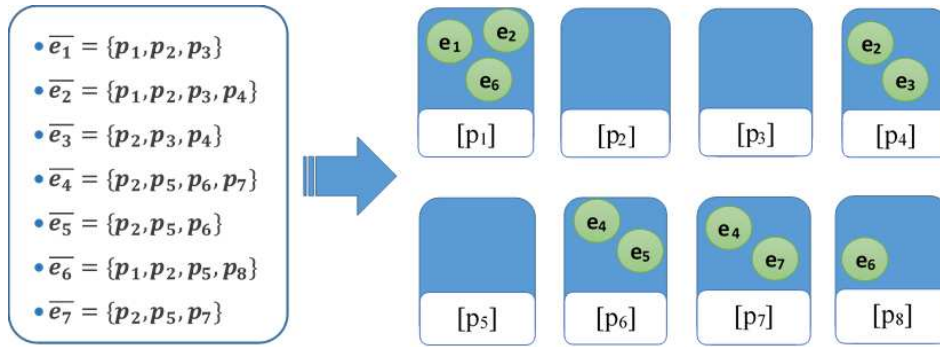 • e̅₁ = {p₁, p₂, p₃}
• e̅₂ = {p₁, p₂, p₃, p₄}
• e̅₃ = {p₂, p₃, p₄}
• e̅₄ = {p₂, p₅, p₆, p₇}
• e̅₅ = {p₂, p₅, p₆}
• e̅₆ = {p₁, p₂, p₅, p₈}
• e̅₇ = {p₂, p₅, p₇}
e₁ e₂ e₆
e₂ e₃
[p₁] [p₂] [p₃] [p₄]
e₄ e₅
e₄ e₇
e₆
[p₅] [p₆] [p₇] [p₈]